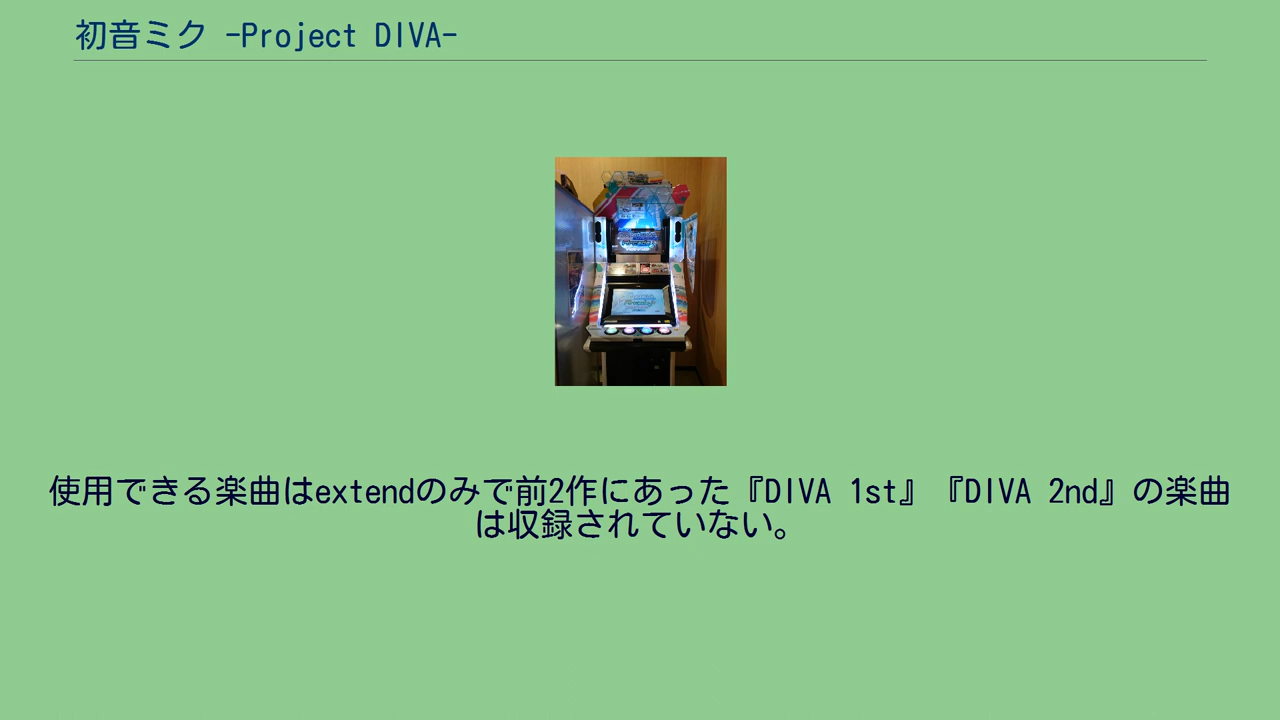 初音ミク -Project DIVA-
使用できる楽曲はextendのみで前2作にあった『DIVA 1st』『DIVA 2nd』の楽曲
は収録されていない。